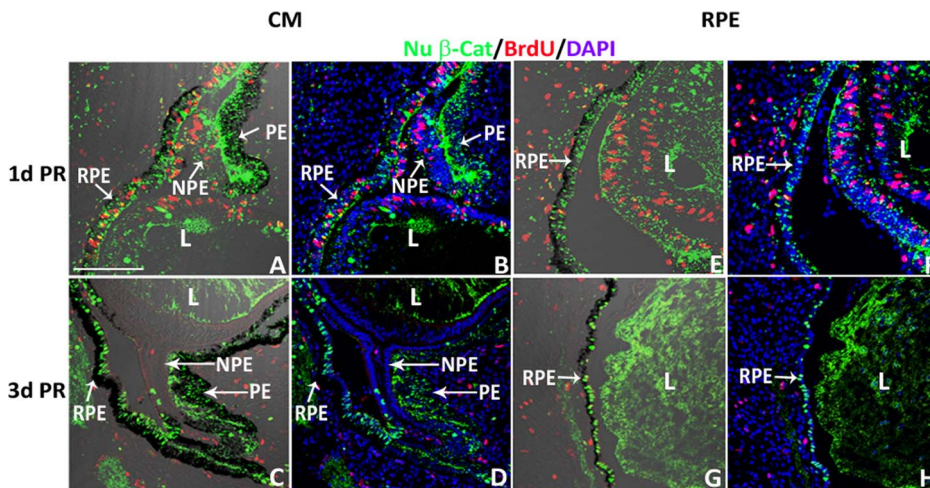 CM RPE
Nu β-Cat/BrdU/DAPI
1d PR
RPE NPE PE L A
RPE NPE PE L B
RPE L E
RPE L F
3d PR
L NPE PE RPE C
L NPE PE RPE D
RPE L G
RPE L H